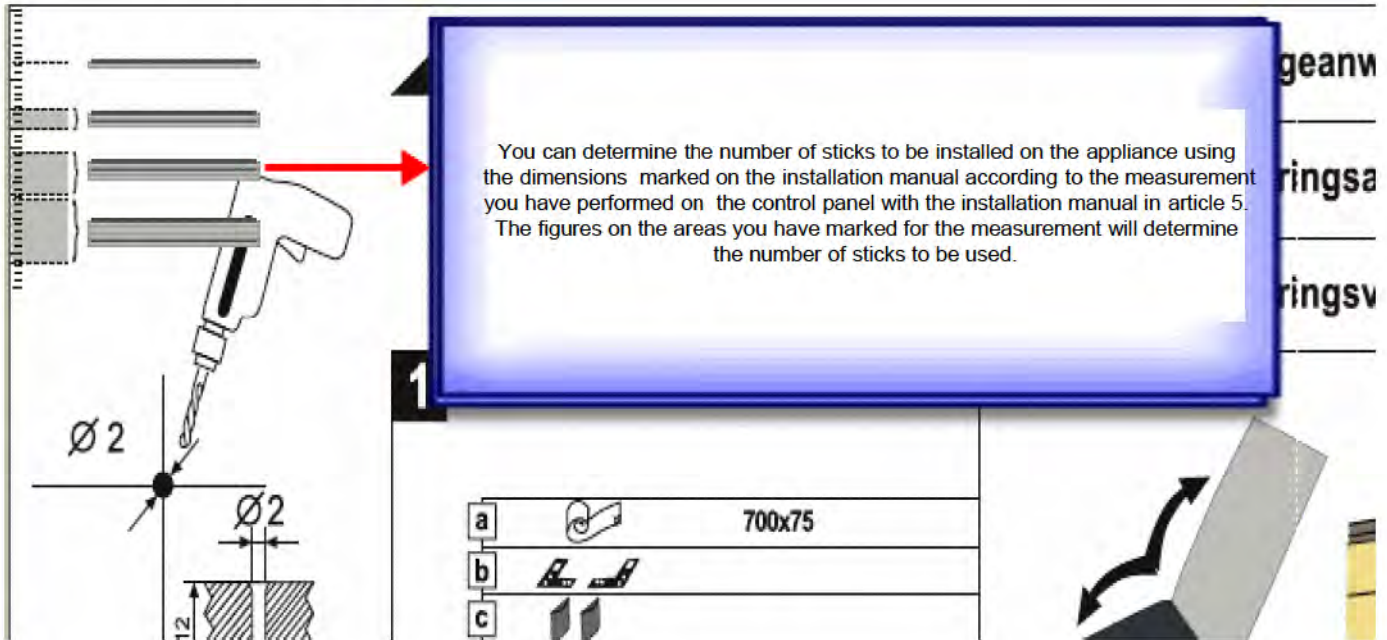 geanw
You can determine the number of sticks to be installed on the appliance using
the dimensions marked on the installation manual according to the measurement
you have performed on the control panel with the installation manual in article 5.
The figures on the areas you have marked for the measurement will determine
the number of sticks to be used.
ringsa
ringsv
1
Ø 2
Ø2
12
a 700x75
b
c